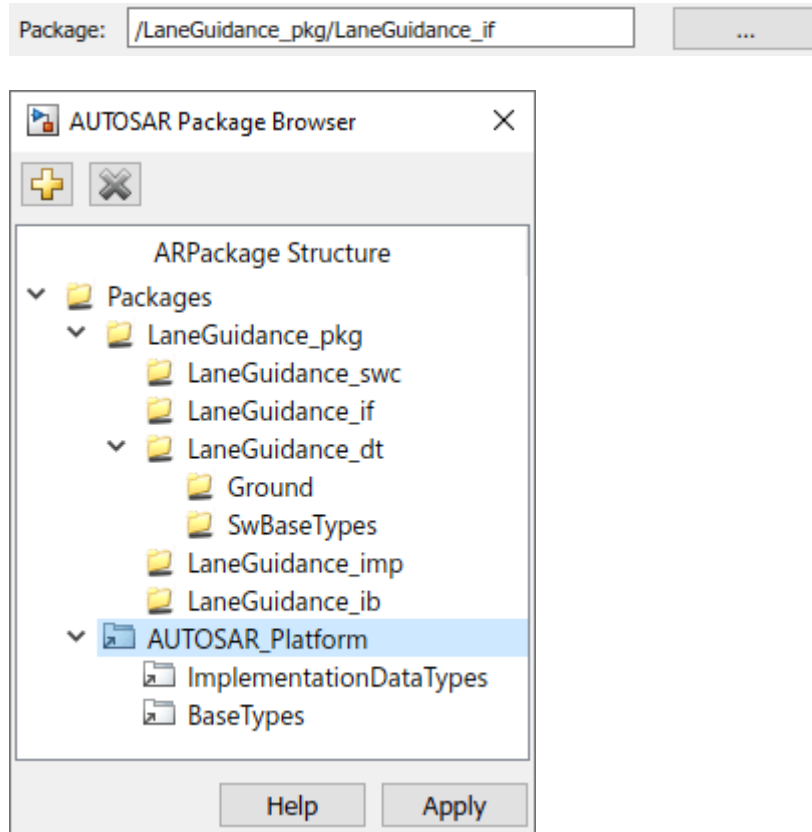 Package: /LaneGuidance_pkg/LaneGuidance_if ...
AUTOSAR Package Browser
ARPackage Structure
Packages
LaneGuidance_pkg
LaneGuidance_swc
LaneGuidance_if
LaneGuidance_dt
Ground
SwBaseTypes
LaneGuidance_imp
LaneGuidance_ib
AUTOSAR_Platform
ImplementationDataTypes
BaseTypes
Help Apply